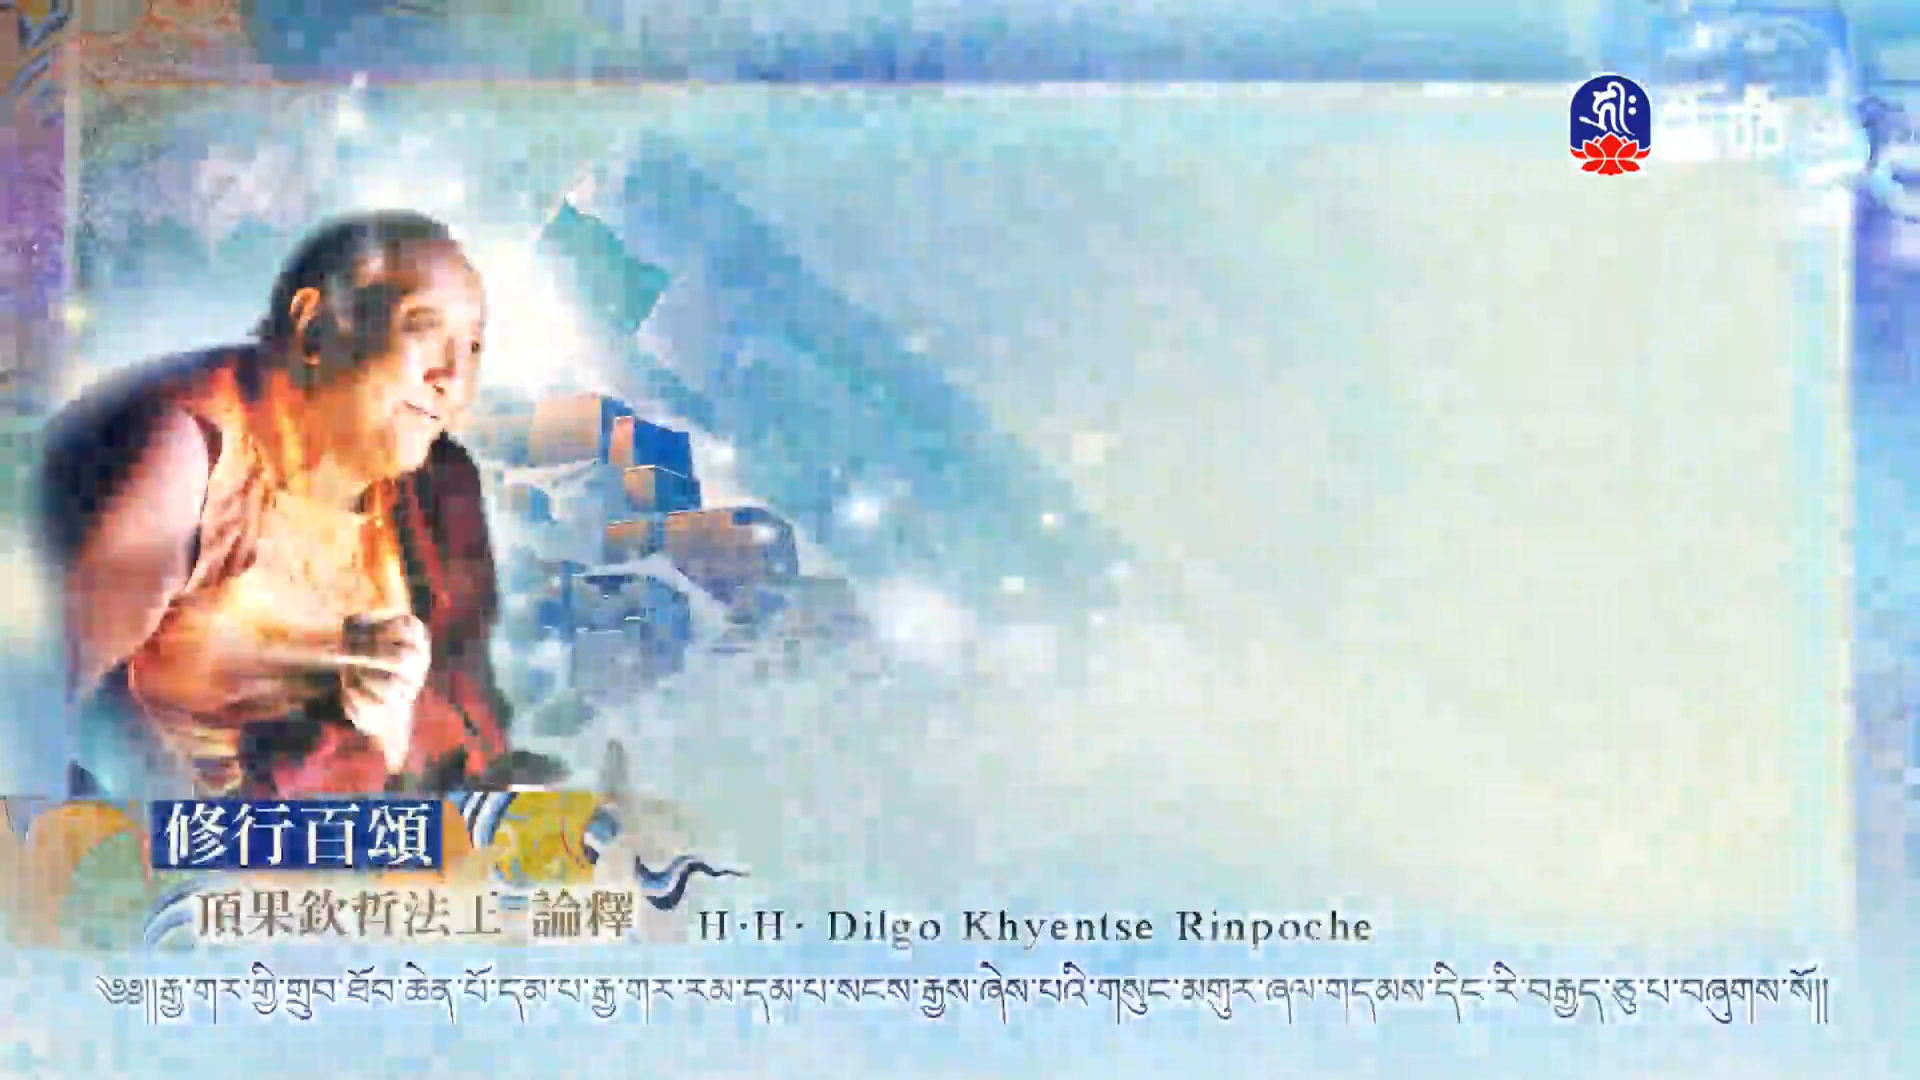 修行百頌
頂果欽哲法王 論釋
H·H· Dilgo Khyentse Rinpoche
༄༅།།རྒྱ་གར་གྱི་གྲུབ་ཐོབ་ཆེན་པོ་དམ་པ་རྒྱ་གར་རམ་དམ་པ་སངས་རྒྱས་ཞེས་པའི་གསུང་མགུར་ཞལ་གདམས་དིང་རི་བརྒྱད་ཅུ་པ་བཞུགས་སོ།།